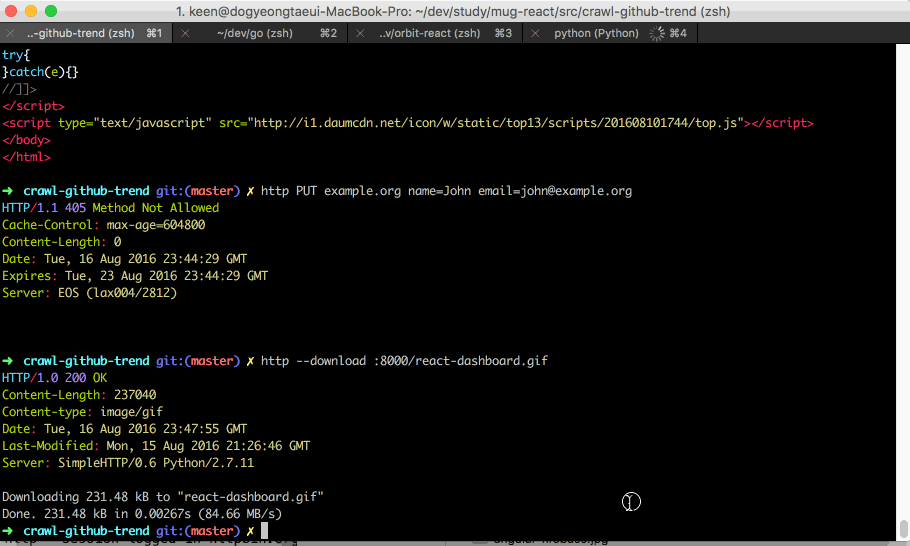 1. keen@dogyeongtaeui-MacBook-Pro: ~/dev/study/mug-react/src/crawl-github-trend (zsh)
..-github-trend (zsh) ⌘1 ~/dev/go (zsh) ⌘2 ..v/orbit-react (zsh) ⌘3 python (Python) ⌘4
try{
}catch(e){}
//]]>
</script>
<script type="text/javascript" src="http://i1.daumcdn.net/icon/w/static/top13/scripts/201608101744/top.js"></script>
</body>
</html>
➜ crawl-github-trend git:(master) ✗ http PUT example.org name=John email=john@example.org
HTTP/1.1 405 Method Not Allowed
Cache-Control: max-age=604800
Content-Length: 0
Date: Tue, 16 Aug 2016 23:44:29 GMT
Expires: Tue, 23 Aug 2016 23:44:29 GMT
Server: EOS (lax004/2812)
➜ crawl-github-trend git:(master) ✗ http --download :8000/react-dashboard.gif
HTTP/1.0 200 OK
Content-Length: 237040
Content-type: image/gif
Date: Tue, 16 Aug 2016 23:47:55 GMT
Last-Modified: Mon, 15 Aug 2016 21:26:46 GMT
Server: SimpleHTTP/0.6 Python/2.7.11
Downloading 231.48 kB to "react-dashboard.gif"
Done. 231.48 kB in 0.00267s (84.66 MB/s)
➜ crawl-github-trend git:(master) ✗